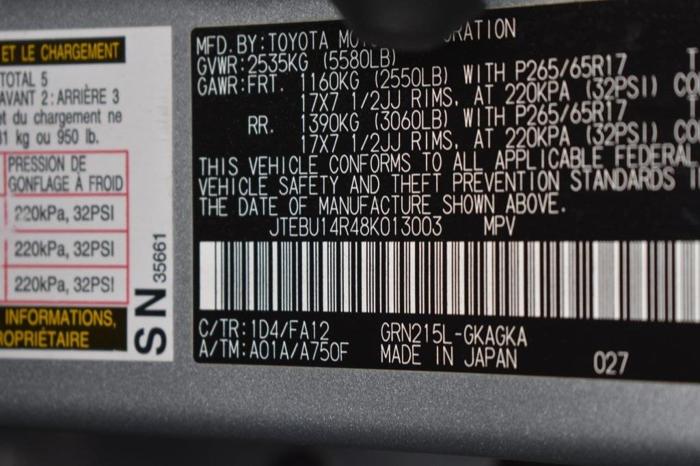 ET LE CHARGEMENT
TOTAL 5
AVANT 2: ARRIÈRE 3
et du chargement ne
kg ou 950 lb.
PRESSION DE
GONFLAGE À FROID
220kPa, 32PSI
220kPa, 32PSI
220kPa, 32PSI
INFORMATIONS,
PROPRIÉTAIRE
SN 35661
MFD. BY: TOYOTA
GVWR: 2535KG (5580LB)
GAWR: FRT. 1160KG (2550LB) WITH P265/65R17
17X7 1/2JJ RIMS, AT 220KPA (32PSI)
RR. 1390KG (3060LB) WITH P265/65R17
17X7 1/2JJ RIMS, AT 220KPA (32PSI)
THIS VEHICLE CONFORMS TO ALL APPLICABLE FEDERAL
VEHICLE SAFETY AND THEFT PREVENTION STANDARDS
THE DATE OF MANUFACTURE SHOWN ABOVE.
JTEBU14R48K013003 MPV
C/TR: 1D4/FA12 GRN215L-GKAGKA
A/TM: A01A/A750F MADE IN JAPAN 027